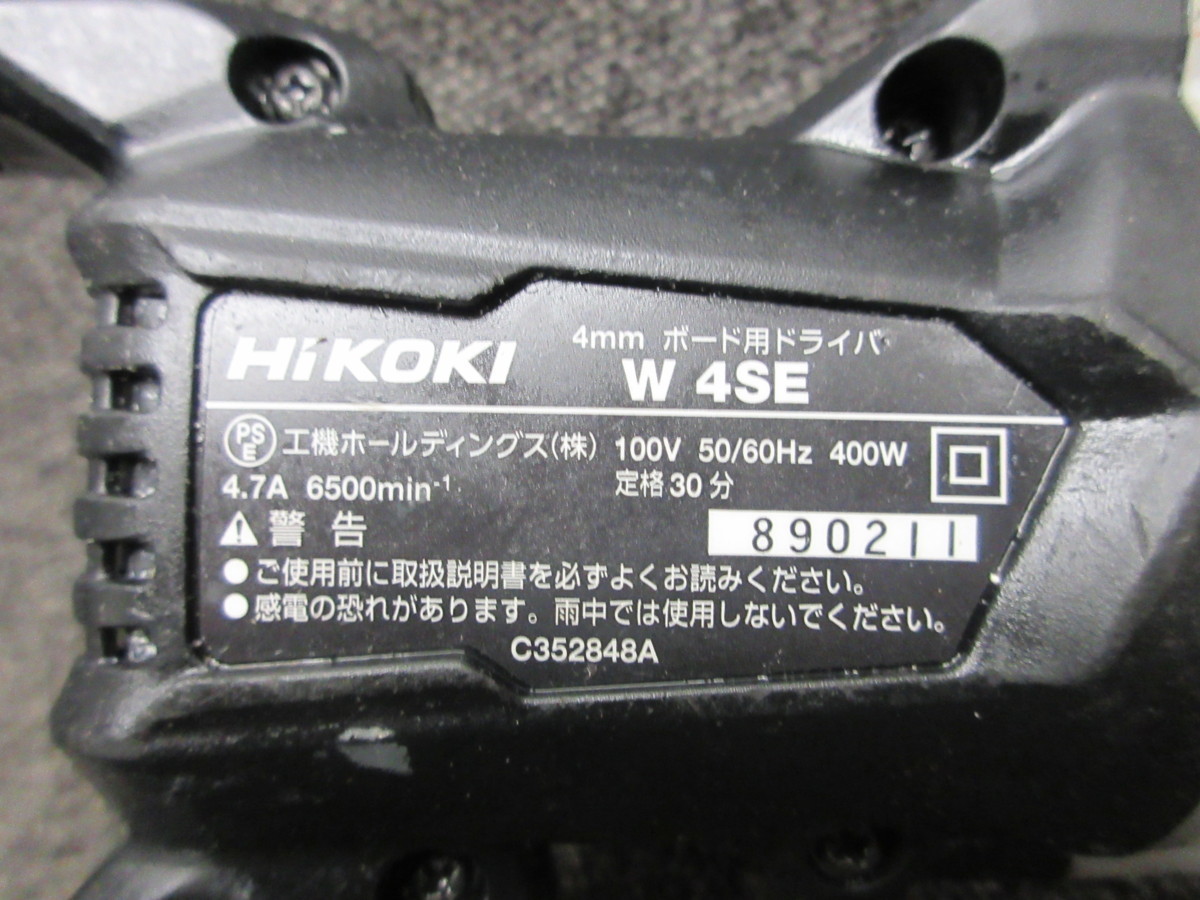 HiKOKI
4mm ボード用ドライバ
W 4SE
PSE 工機ホールディングス(株) 100V 50/60Hz 400W
4.7A 6500min-1 定格30分
警告
890211
●ご使用前に取扱説明書を必ずよくお読みください。
●感電の恐れがあります。雨中では使用しないでください。
C352848A